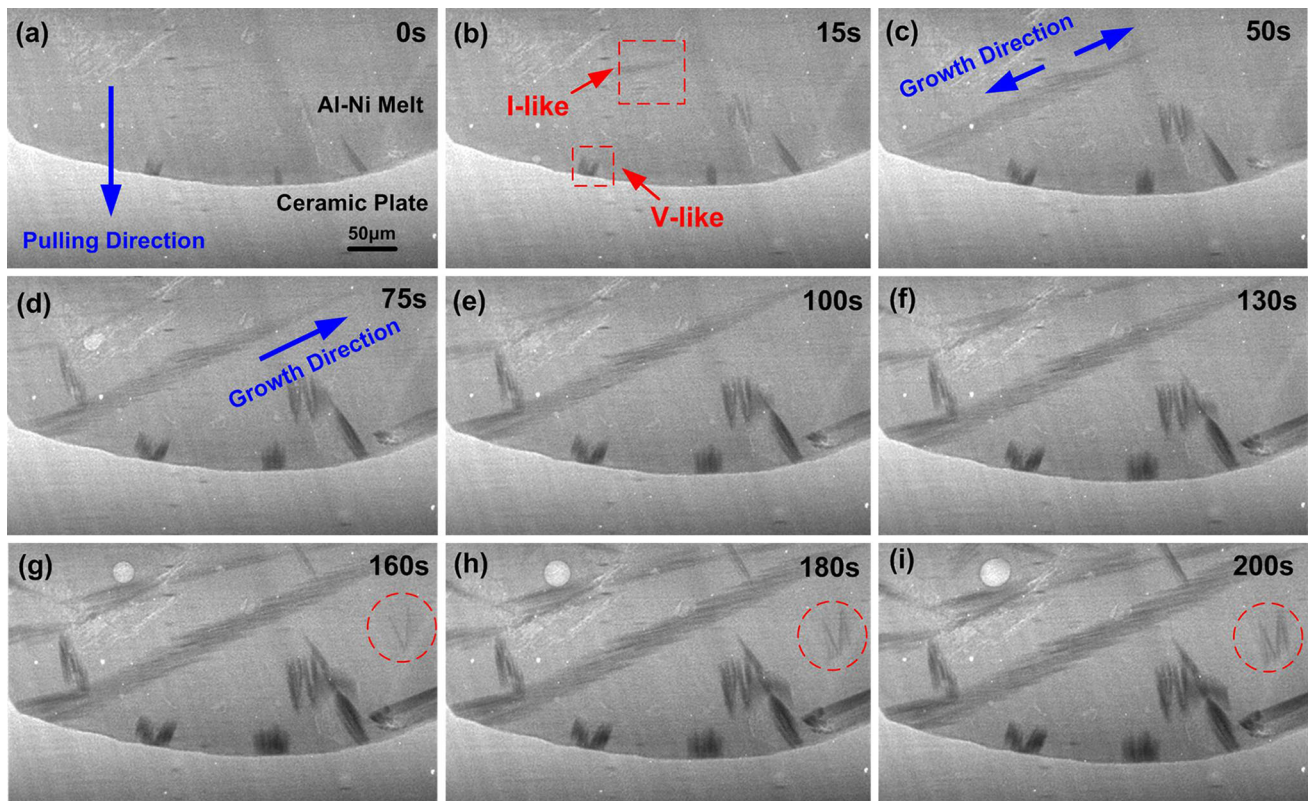 (a) 0s
Al-Ni Melt
Ceramic Plate
Pulling Direction
50μm
(b) 15s
I-like
V-like
(c) 50s
Growth Direction
(d) 75s
Growth Direction
(e) 100s
(f) 130s
(g) 160s
(h) 180s
(i) 200s